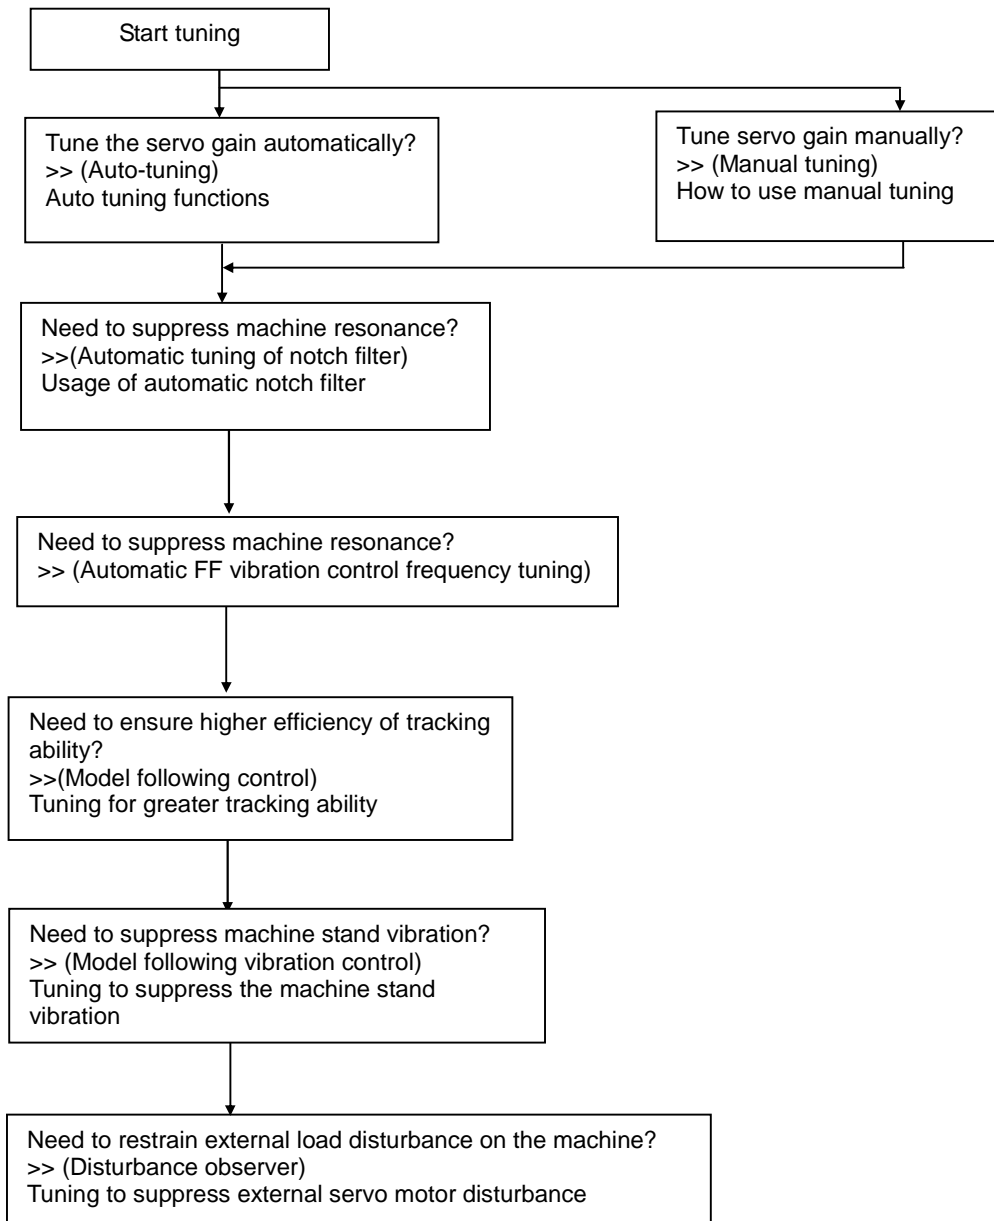 Start tuning
Tune the servo gain automatically?
>> (Auto-tuning)
Auto tuning functions
Tune servo gain manually?
>> (Manual tuning)
How to use manual tuning
Need to suppress machine resonance?
>>(Automatic tuning of notch filter)
Usage of automatic notch filter
Need to suppress machine resonance?
>> (Automatic FF vibration control frequency tuning)
Need to ensure higher efficiency of tracking
ability?
>>(Model following control)
Tuning for greater tracking ability
Need to suppress machine stand vibration?
>> (Model following vibration control)
Tuning to suppress the machine stand
vibration
Need to restrain external load disturbance on the machine?
>> (Disturbance observer)
Tuning to suppress external servo motor disturbance